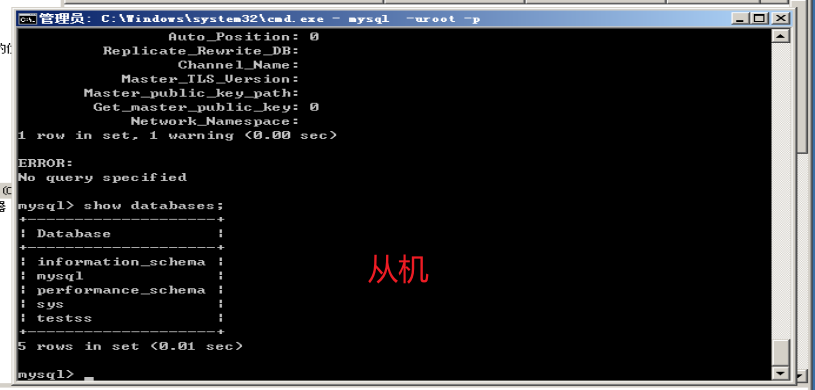 管理员: C:\Windows\system32\cmd.exe - mysql  -uroot -p
Auto_Position: 0
Replicate_Rewrite_DB:
Channel_Name:
Master_TLS_Version:
Master_public_key_path:
Get_master_public_key: 0
Network_Namespace:
1 row in set, 1 warning (0.00 sec)
ERROR:
No query specified
mysql> show databases;
+--------------------+
| Database           |
+--------------------+
| information_schema |
| mysql              |
| performance_schema |
| sys                |
| testss             |
+--------------------+
5 rows in set (0.01 sec)
mysql> _
从机